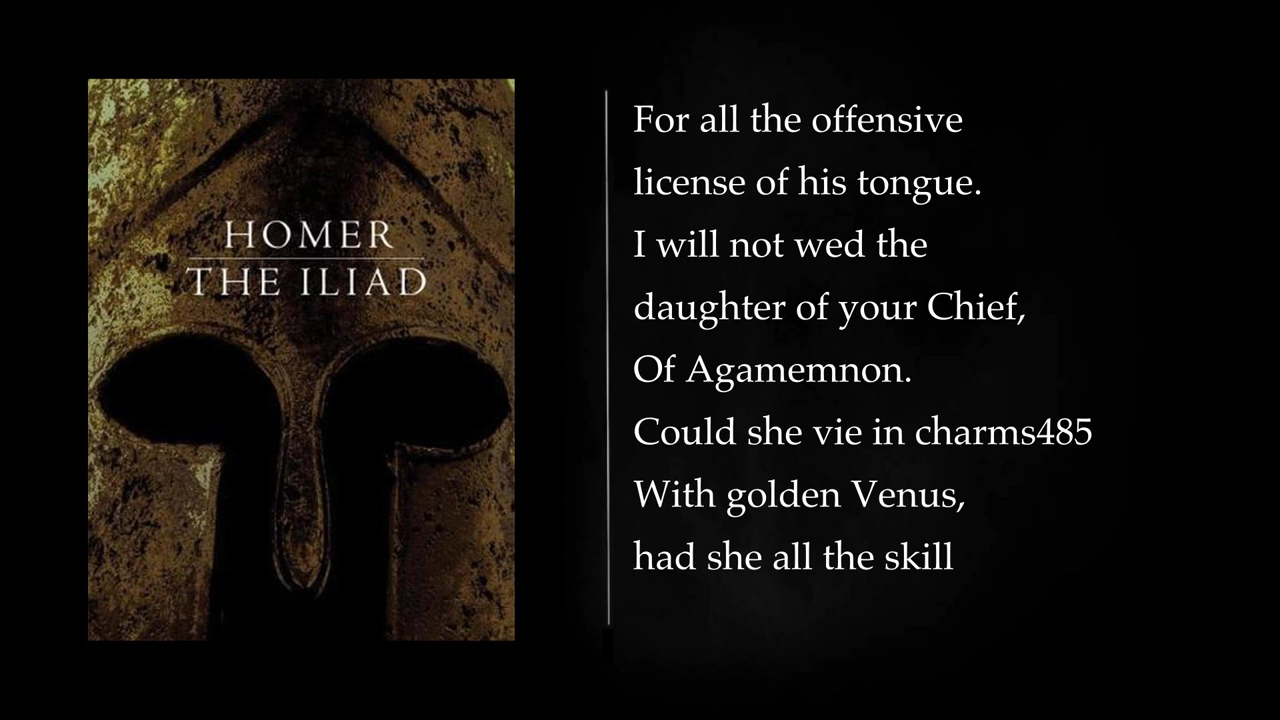 HOMER
THE ILIAD
For all the offensive
license of his tongue.
I will not wed the
daughter of your Chief,
Of Agamemnon.
Could she vie in charms485
With golden Venus,
had she all the skill